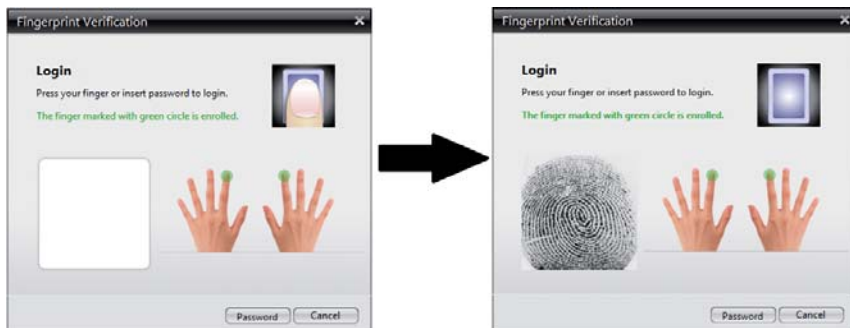 Fingerprint Verification
Login
Press your finger or insert password to login.
The finger marked with green circle is enrolled.
Password
Cancel
Fingerprint Verification
Login
Press your finger or insert password to login.
The finger marked with green circle is enrolled.
Password
Cancel